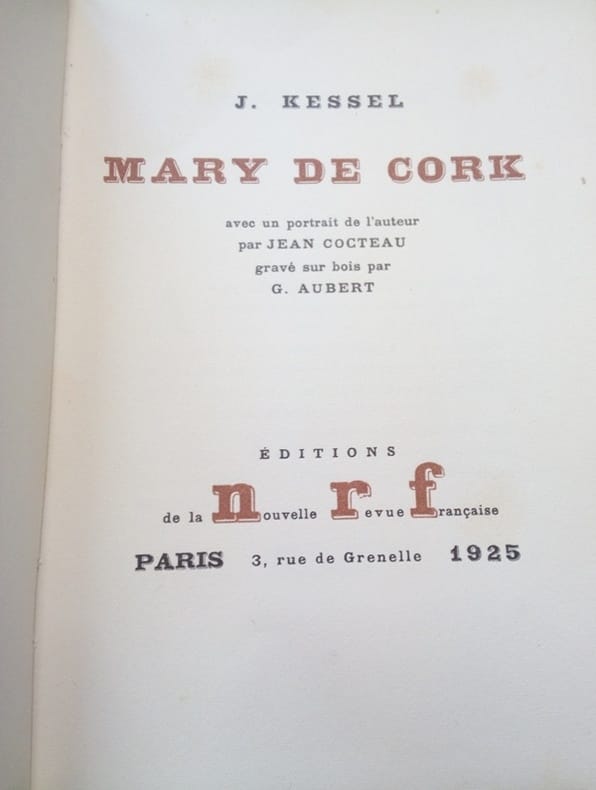 J. KESSEL
MARY DE CORK
avec un portrait de l'auteur
par JEAN COCTEAU
gravé sur bois par
G. AUBERT
ÉDITIONS
de la nouvelle revue française
PARIS 3, rue de Grenelle 1925